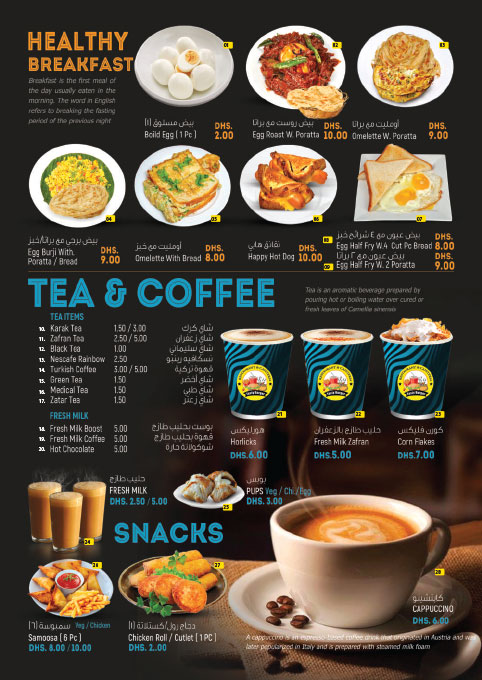 HEALTHY
BREAKFAST
Breakfast is the first meal of
the day usually eaten in the
morning. The word in English
refers to breaking the fasting
period of the previous night
01
بيض مسلوق (١)
Boild Egg ( 1 Pc )
DHS.
2.00
02
بيض روست مع براتا
Egg Roast W. Poratta
DHS.
10.00
03
أومليت مع براتا
Omelette W. Poratta
DHS.
9.00
04
بيض برجي مع براتا/خبز
Egg Burji With.
Poratta / Bread
DHS.
9.00
05
أومليت مع خبز
Omelette With Bread
DHS.
8.00
06
نقانق هابي
Happy Hot Dog
DHS.
10.00
07
08
بيض عيون مع ٤ شرائح خبز
Egg Half Fry W.4 Cut Pc Bread
DHS.
8.00
09
بيض عيون مع ٢ براتا
Egg Half Fry W. 2 Poratta
DHS.
9.00
TEA & COFFEE
Tea is an aromatic beverage prepared by
pouring hot or boiling water over cured or
fresh leaves of Camellia sinensis
TEA ITEMS
10. Karak Tea 1.50 / 3.00 شاي كرك
11. Zafran Tea 2.50 / 5.00 شاي زعفران
12. Black Tea 1.00 شاي سليماني
13. Nescafe Rainbow 2.50 نسكافيه رينبو
14. Turkish Coffee 3.00 / 5.00 قهوة تركية
15. Green Tea 1.50 شاي أخضر
16. Medical Tea 1.50 شاي طبي
17. Zatar Tea 1.50 شاي زعتر
FRESH MILK
18. Fresh Milk Boost 5.00 بوست بحليب طازج
19. Fresh Milk Coffee 5.00 قهوة بحليب طازج
20. Hot Chocolate 5.00 شوكولاتة حارة
21
هورليكس
Horlicks
DHS.6.00
22
حليب طازج بالزعفران
Fresh Milk Zafran
DHS.5.00
23
كورن فليكس
Corn Flakes
DHS.7.00
24
حليب طازج
FRESH MILK
DHS. 2.50 / 5.00
25
بوبس
PUPS Veg / Chi./Egg
DHS. 3.00
SNACKS
26
سمبوسة (٦) Veg / Chicken
Samoosa ( 6 Pc )
DHS. 8.00 / 10.00
27
دجاج رول/كستلاتة (١)
Chicken Roll / Cutlet ( 1 PC )
DHS. 2..00
28
كابتشينو
CAPPUCCINO
DHS. 6.00
A cappuccino is an espresso-based coffee drink that originated in Austria and was
later popularized in Italy and is prepared with steamed milk foam